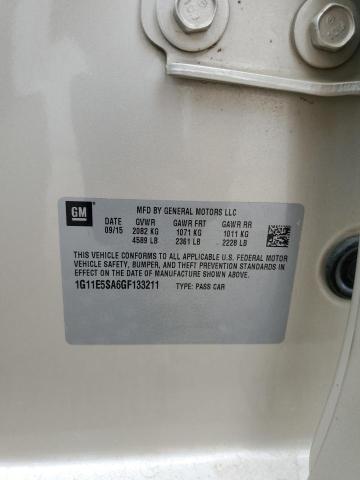 GM
MFD BY GENERAL MOTORS LLC
DATE GVWR GAWR FRT GAWR RR
09/15 2082 KG 1071 KG 1011 KG
4589 LB 2361 LB 2228 LB
THIS VEHICLE CONFORMS TO ALL APPLICABLE U.S. FEDERAL MOTOR
VEHICLE SAFETY, BUMPER, AND THEFT PREVENTION STANDARDS IN
EFFECT ON THE DATE OF MANUFACTURE SHOWN ABOVE.
1G11E5SA6GF133211 TYPE: PASS CAR